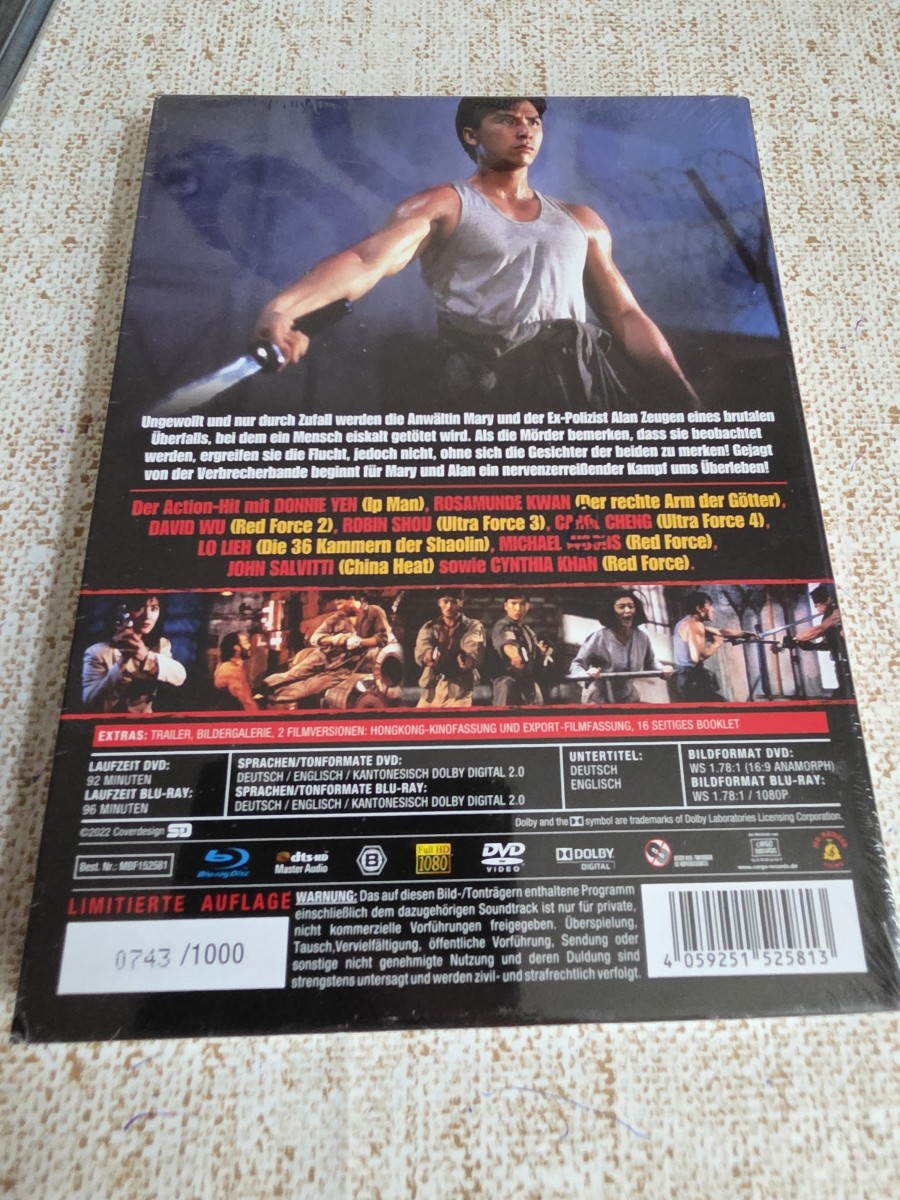 Ungewollt und nur durch Zufall werden die Anwältin Mary und der Ex-Polizist Alan Zeugen eines brutalen
Überfalls, bei dem ein Mensch eiskalt getötet wird. Als die Mörder bemerken, dass sie beobachtet
werden, ergreifen sie die Flucht, jedoch nicht, ohne sich die Gesichter der beiden zu merken! Gejagt
von der Verbrecherbande beginnt für Mary und Alan ein nervenzerreißender Kampf ums Überleben!
Der Action-Hit mit DONNIE YEN (Ip Man), ROSAMUNDE KWAN (Der rechte Arm der Götter),
DAVID WU (Red Force 2), ROBIN SHOU (Ultra Force 3), CAROL CHENG (Ultra Force 4),
LO LIEH (Die 36 Kammern der Shaolin), MICHAEL WOODS (Red Force),
JOHN SALVITTI (China Heat) sowie CYNTHIA KHAN (Red Force).
EXTRAS: TRAILER, BILDERGALERIE, 2 FILMVERSIONEN: HONGKONG-KINOFASSUNG UND EXPORT-FILMFASSUNG, 16 SEITIGES BOOKLET
LAUFZEIT DVD:
92 MINUTEN
LAUFZEIT BLU-RAY:
96 MINUTEN
SPRACHEN/TONFORMATE DVD:
DEUTSCH / ENGLISCH / KANTONESISCH DOLBY DIGITAL 2.0
SPRACHEN/TONFORMATE BLU-RAY:
DEUTSCH / ENGLISCH / KANTONESISCH DOLBY DIGITAL 2.0
UNTERTITEL:
DEUTSCH
ENGLISCH
BILDFORMAT DVD:
WS 1.78:1 (16:9 ANAMORPH)
BILDFORMAT BLU-RAY:
WS 1.78:1 / 1080P
©2022 Coverdesign SD
Dolby and the symbol are trademarks of Dolby Laboratories Licensing Corporation.
Best. Nr.: MBF152581
Blu-ray Disc
dts-HD
Master Audio
B
Full HD
1080
DVD
VIDEO
DOLBY
DIGITAL
CARGO
RECORDS
www.cargo-records.de
LIMITIERTE AUFLAGE
0743 /1000
WARNUNG: Das auf diesen Bild-/Tonträgern enthaltene Programm
einschließlich dem dazugehörigen Soundtrack ist nur für private,
nicht kommerzielle Vorführungen freigegeben. Überspielung,
Tausch,Vervielfältigung, öffentliche Vorführung, Sendung oder
sonstige nicht genehmigte Nutzung und deren Duldung sind
strengstens untersagt und werden zivil- und strafrechtlich verfolgt.
4 059251 525813